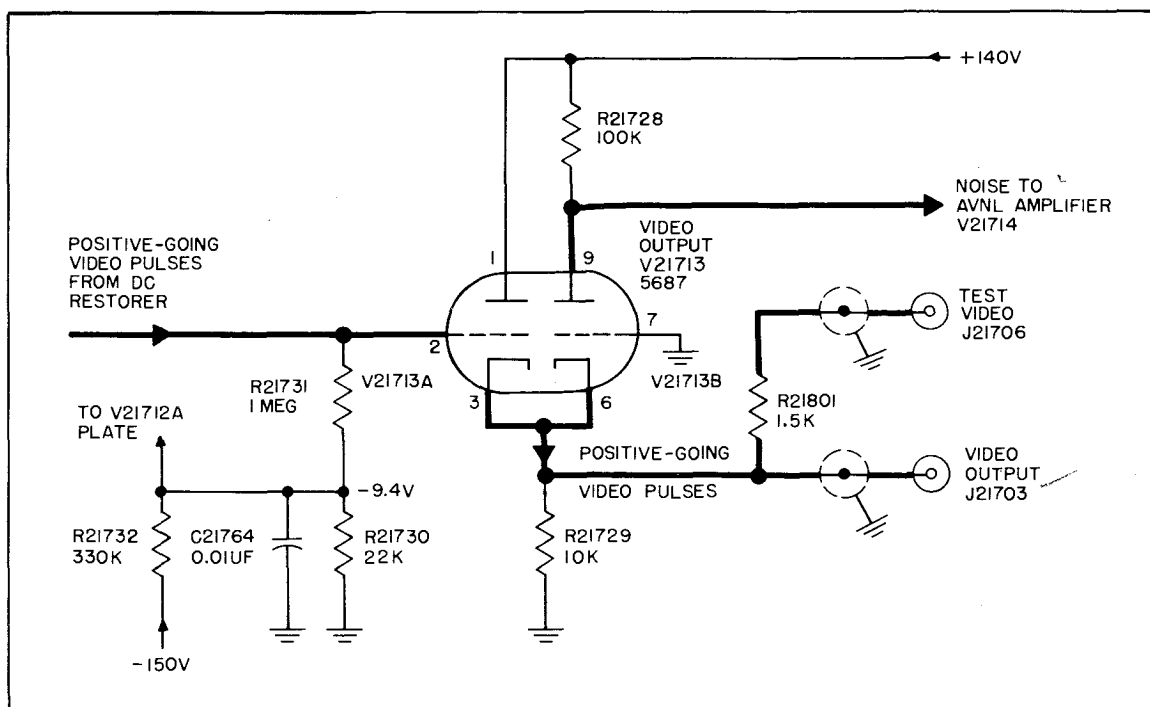 +140V
R21728
100K
NOISE TO
AVNL AMPLIFIER
V21714
POSITIVE-GOING
VIDEO PULSES
FROM DC
RESTORER
VIDEO
OUTPUT
V21713
5687
1
9
2
7
3
6
TEST
VIDEO
J21706
R21731
1 MEG
V21713A
V21713B
R21801
1.5K
TO V21712A
PLATE
POSITIVE-GOING
VIDEO PULSES
VIDEO
OUTPUT
J21703
-9.4V
R21732
330K
C21764
0.01UF
R21730
22K
R21729
10K
-150V